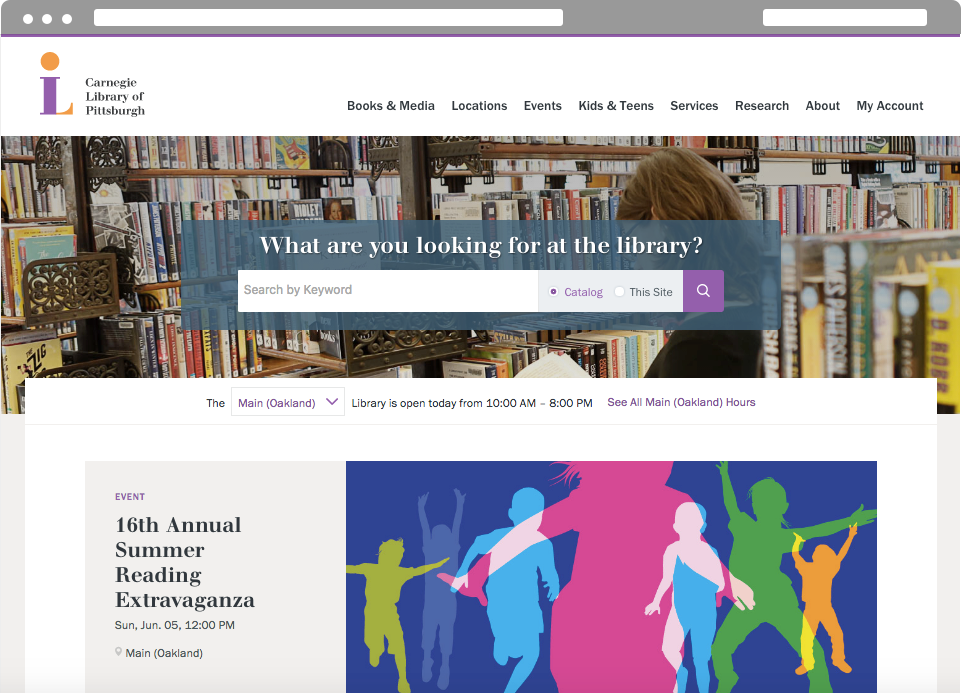 Carnegie
Library of
Pittsburgh
Books & Media Locations Events Kids & Teens Services Research About My Account
What are you looking for at the library?
Search by Keyword Catalog This Site
The Main (Oakland) Library is open today from 10:00 AM – 8:00 PM See All Main (Oakland) Hours
EVENT
16th Annual
Summer
Reading
Extravaganza
Sun, Jun. 05, 12:00 PM
Main (Oakland)